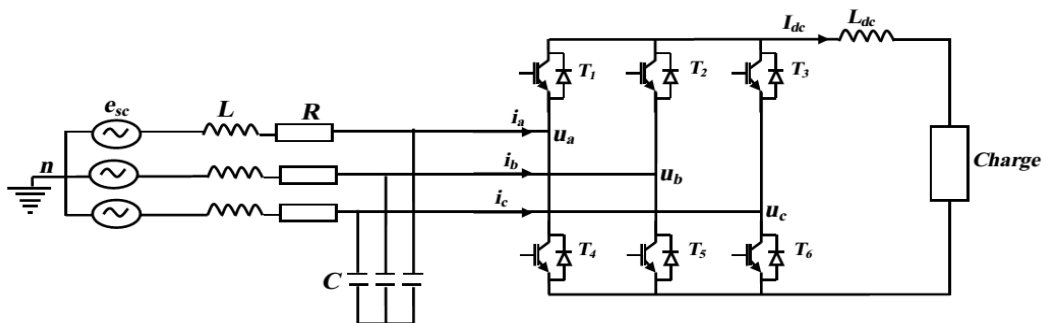 I_dc L_dc
T_1 T_2 T_3
e_sc L R i_a u_a
n i_b u_b Charge
i_c u_c
C T_4 T_5 T_6